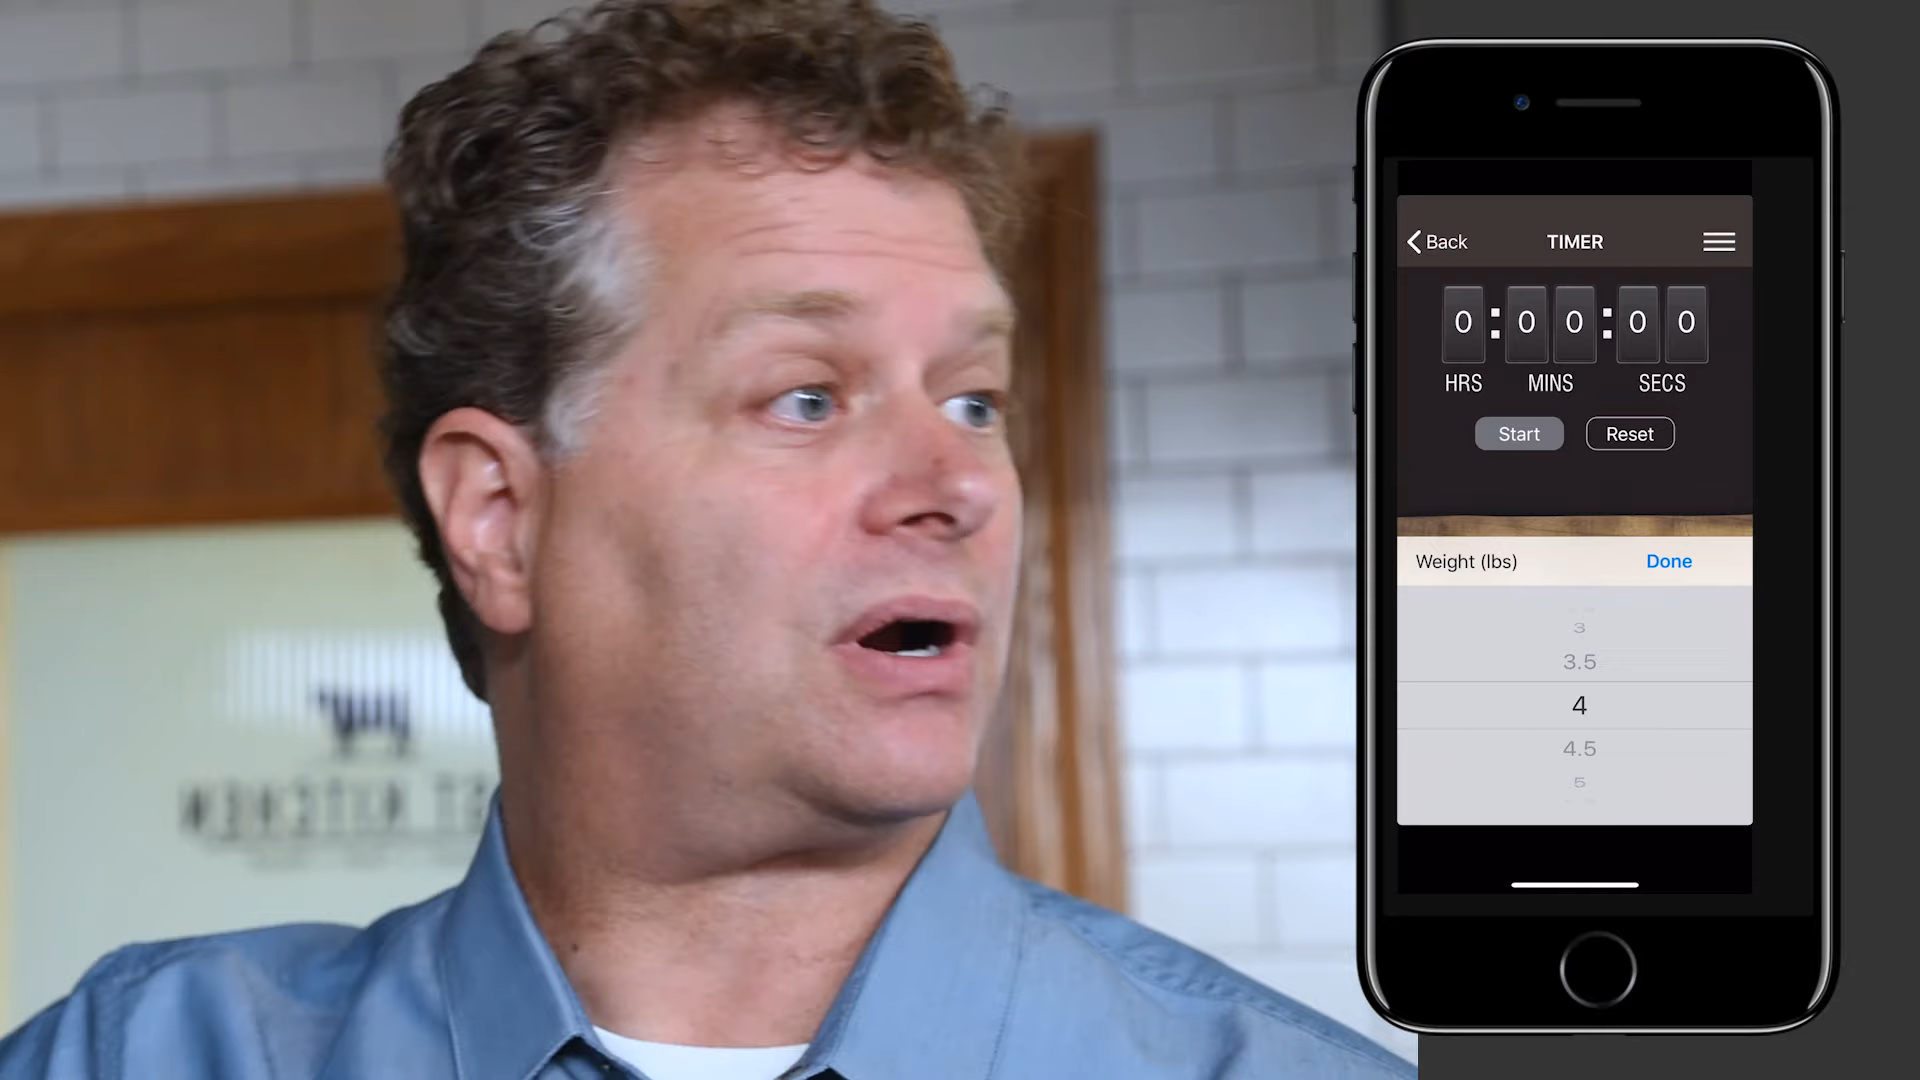 Back TIMER
0 : 0 0 : 0 0
HRS MINS SECS
Start Reset
Weight (lbs) Done
3
3.5
4
4.5
5